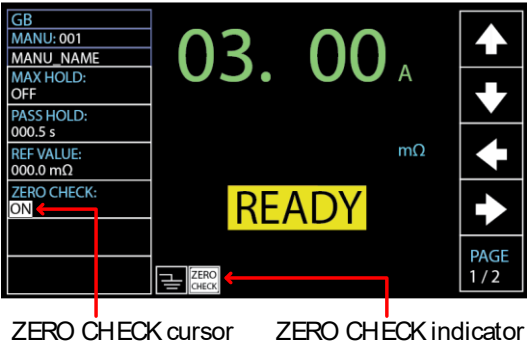 GB
MANU: 001
MANU_NAME
MAX HOLD:
OFF
PASS HOLD:
000.5 s
REF VALUE:
000.0 mΩ
ZERO CHECK:
ON
03. 00 A
mΩ
READY
ZERO
CHECK
PAGE
1 / 2
ZERO CHECK cursor
ZERO CHECK indicator